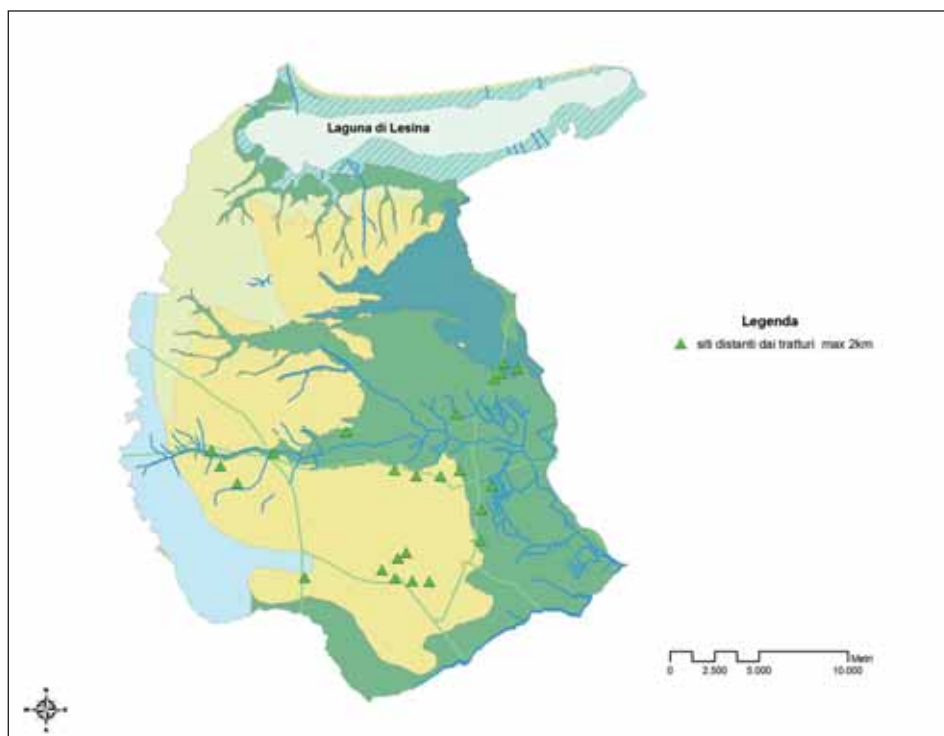 Laguna di Lesina
Legenda
siti distanti dai tratturi max 2km
Metri
0 2.500 5.000 10.000